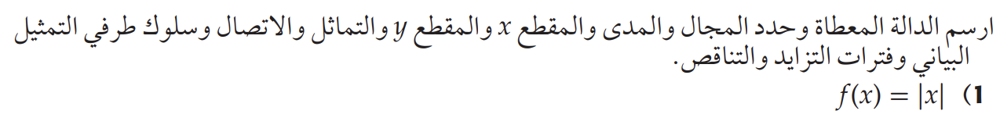 ارسم الدالة المعطاة وحدد المجال والمدى والمقطع x والمقطع y والتماثل والاتصال وسلوك طرفي التمثيل
البياني وفترات التزايد والتناقص.
(1 f(x) = |x|